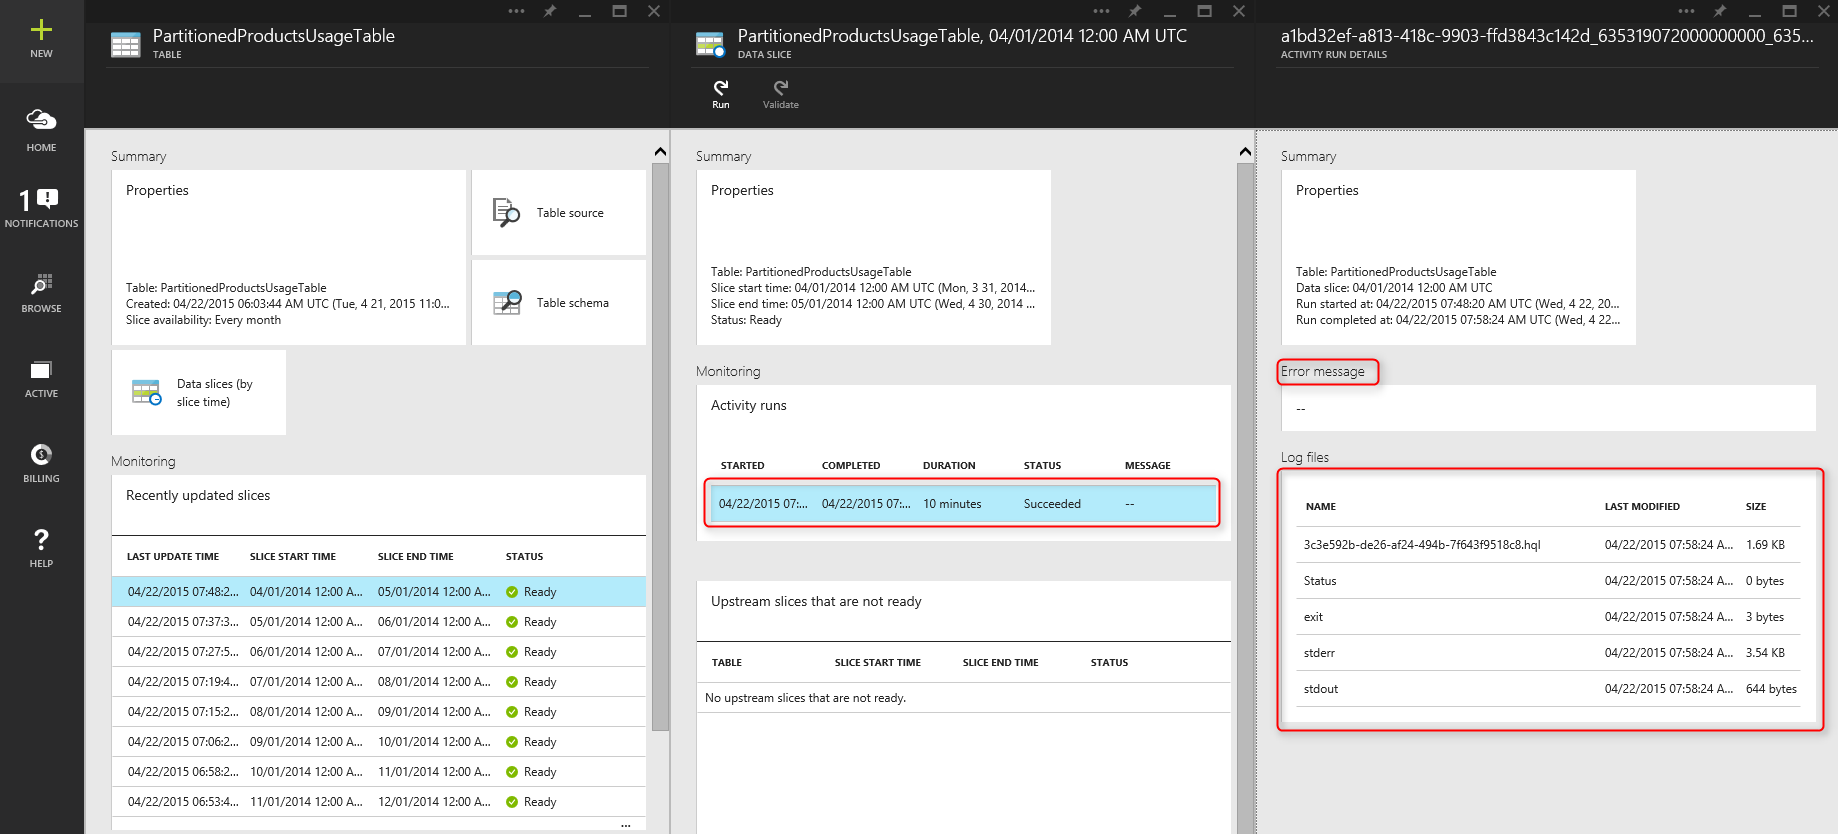 NEW
HOME
1
NOTIFICATIONS
BROWSE
ACTIVE
BILLING
HELP
PartitionedProductsUsageTable
TABLE
Summary
Properties
Table: PartitionedProductsUsageTable
Created: 04/22/2015 06:03:44 AM UTC (Tue, 4 21, 2015 11:0...
Slice availability: Every month
Table source
Table schema
Data slices (by
slice time)
Monitoring
Recently updated slices
LAST UPDATE TIME SLICE START TIME SLICE END TIME STATUS
04/22/2015 07:48:2... 04/01/2014 12:00 A... 05/01/2014 12:00 A... Ready
04/22/2015 07:37:3... 05/01/2014 12:00 A... 06/01/2014 12:00 A... Ready
04/22/2015 07:27:5... 06/01/2014 12:00 A... 07/01/2014 12:00 A... Ready
04/22/2015 07:19:4... 07/01/2014 12:00 A... 08/01/2014 12:00 A... Ready
04/22/2015 07:15:2... 08/01/2014 12:00 A... 09/01/2014 12:00 A... Ready
04/22/2015 07:06:2... 09/01/2014 12:00 A... 10/01/2014 12:00 A... Ready
04/22/2015 06:58:2... 10/01/2014 12:00 A... 11/01/2014 12:00 A... Ready
04/22/2015 06:53:4... 11/01/2014 12:00 A... 12/01/2014 12:00 A... Ready
...
PartitionedProductsUsageTable, 04/01/2014 12:00 AM UTC
DATA SLICE
Run Validate
Summary
Properties
Table: PartitionedProductsUsageTable
Slice start time: 04/01/2014 12:00 AM UTC (Mon, 3 31, 2014...
Slice end time: 05/01/2014 12:00 AM UTC (Wed, 4 30, 2014 ...
Status: Ready
Monitoring
Activity runs
STARTED COMPLETED DURATION STATUS MESSAGE
04/22/2015 07:... 04/22/2015 07:... 10 minutes Succeeded --
Upstream slices that are not ready
TABLE SLICE START TIME SLICE END TIME STATUS
No upstream slices that are not ready.
a1bd32ef-a813-418c-9903-ffd3843c142d_635319072000000000_635...
ACTIVITY RUN DETAILS
Summary
Properties
Table: PartitionedProductsUsageTable
Data slice: 04/01/2014 12:00 AM UTC
Run started at: 04/22/2015 07:48:20 AM UTC (Wed, 4 22, 20...
Run completed at: 04/22/2015 07:58:24 AM UTC (Wed, 4 22...
Error message
--
Log files
NAME LAST MODIFIED SIZE
3c3e592b-de26-af24-494b-7f643f9518c8.hql 04/22/2015 07:58:24 A... 1.69 KB
Status 04/22/2015 07:58:24 A... 0 bytes
exit 04/22/2015 07:58:24 A... 3 bytes
stderr 04/22/2015 07:58:24 A... 3.54 KB
stdout 04/22/2015 07:58:24 A... 644 bytes